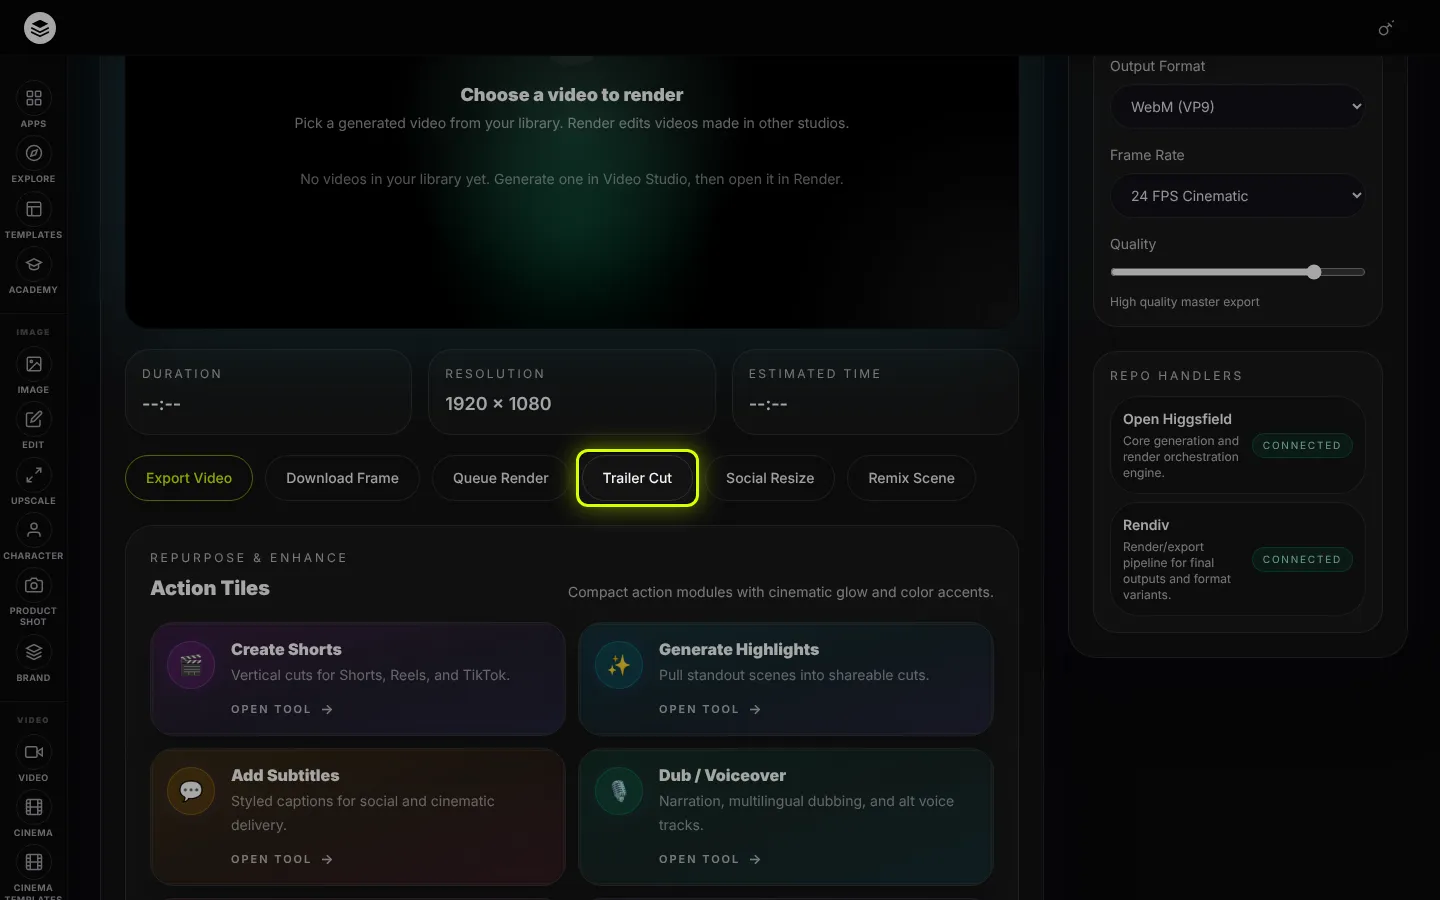 APPS
EXPLORE
TEMPLATES
ACADEMY
IMAGE
IMAGE
EDIT
UPSCALE
CHARACTER
PRODUCT
SHOT
BRAND
VIDEO
VIDEO
CINEMA
CINEMA
TEMPLATES
Choose a video to render
Pick a generated video from your library. Render edits videos made in other studios.
No videos in your library yet. Generate one in Video Studio, then open it in Render.
DURATION
--:--
RESOLUTION
1920 × 1080
ESTIMATED TIME
--:--
Export Video
Download Frame
Queue Render
Trailer Cut
Social Resize
Remix Scene
REPURPOSE & ENHANCE
Action Tiles
Compact action modules with cinematic glow and color accents.
Create Shorts
Vertical cuts for Shorts, Reels, and TikTok.
OPEN TOOL →
Generate Highlights
Pull standout scenes into shareable cuts.
OPEN TOOL →
Add Subtitles
Styled captions for social and cinematic
delivery.
OPEN TOOL →
Dub / Voiceover
Narration, multilingual dubbing, and alt voice
tracks.
OPEN TOOL →
Output Format
WebM (VP9)
Frame Rate
24 FPS Cinematic
Quality
High quality master export
REPO HANDLERS
Open Higgsfield
Core generation and
render orchestration
engine.
CONNECTED
Rendiv
Render/export
pipeline for final
outputs and format
variants.
CONNECTED